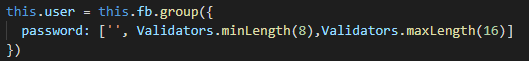 this.user = this.fb.group({
password: ['', Validators.minLength(8),Validators.maxLength(16)]
})